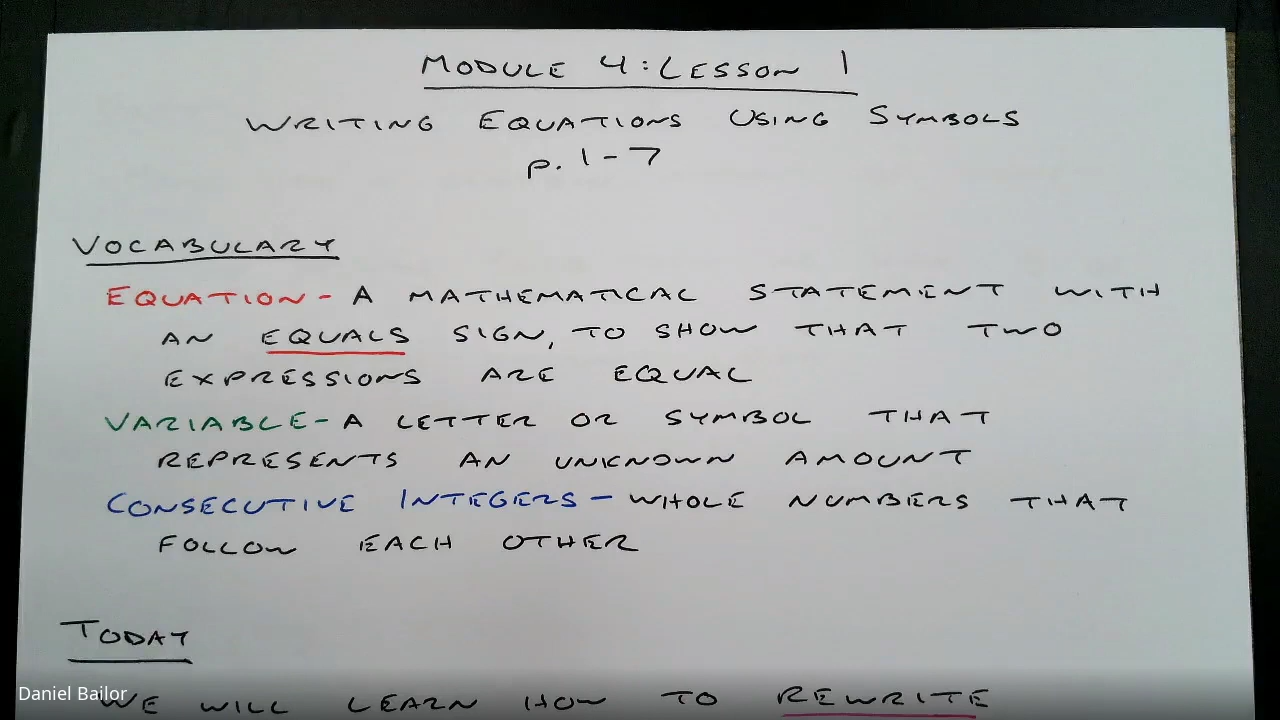 MODULE 4: LESSON 1
WRITING EQUATIONS USING SYMBOLS
p. 1-7
VOCABULARY
EQUATION - A MATHEMATICAL STATEMENT WITH
AN EQUALS SIGN, TO SHOW THAT TWO
EXPRESSIONS ARE EQUAL
VARIABLE - A LETTER OR SYMBOL THAT
REPRESENTS AN UNKNOWN AMOUNT
CONSECUTIVE INTEGERS - WHOLE NUMBERS THAT
FOLLOW EACH OTHER
TODAY
WE WILL LEARN HOW TO REWRITE
Daniel Bailor